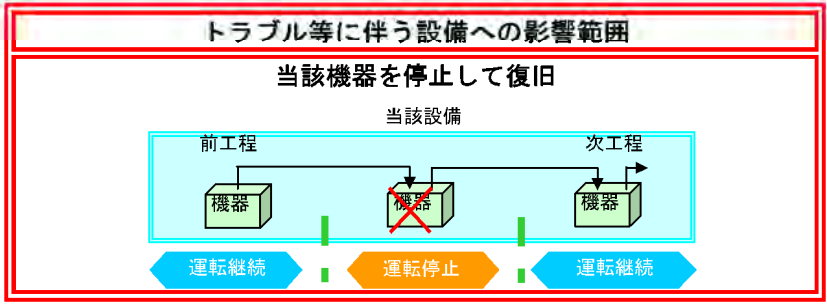 トラブル等に伴う設備への影響範囲
当該機器を停止して復旧
当該設備
前工程
次工程
機器
機器
機器
運転継続
運転停止
運転継続